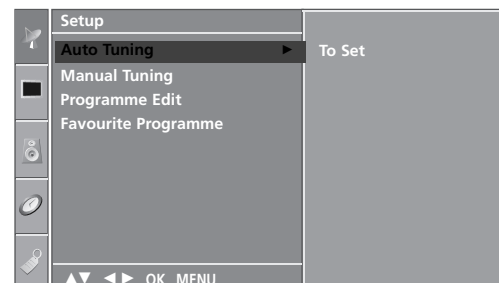 Setup
Auto Tuning ► To Set
Manual Tuning
Programme Edit
Favourite Programme
▲▼ ◄► OK MENU